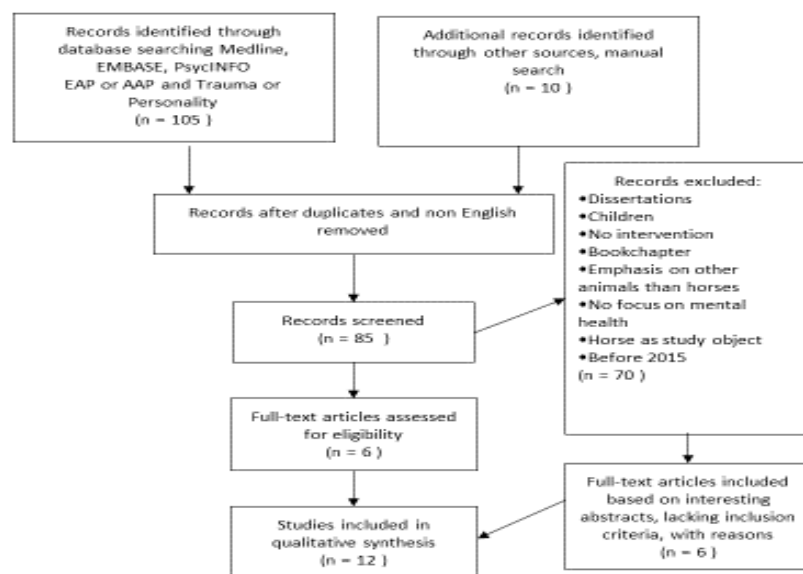 Records identified through
database searching Medline,
EMBASE, PsycINFO
EAP or AAP and Trauma or
Personality
(n = 105 )
Additional records identified
through other sources, manual
search
(n = 10 )
Records after duplicates and non English
removed
Records screened
(n = 85 )
Records excluded:
•Dissertations
•Children
•No intervention
•Bookchapter
•Emphasis on other
animals than horses
•No focus on mental
health
•Horse as study object
•Before 2015
(n = 70 )
Full-text articles assessed
for eligibility
(n = 6 )
Full-text articles included
based on interesting
abstracts, lacking inclusion
criteria, with reasons
(n = 6 )
Studies included in
qualitative synthesis
(n = 12 )